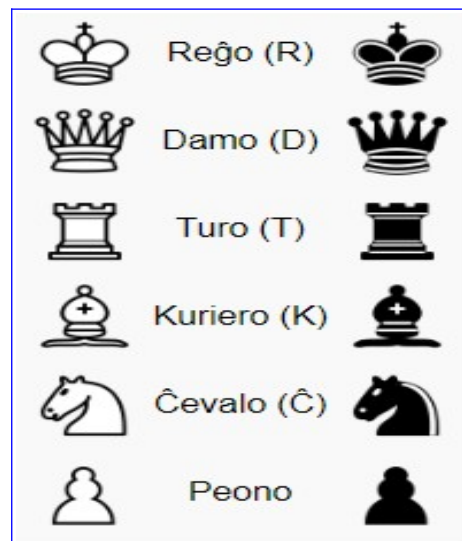 Reĝo (R)
Damo (D)
Turo (T)
Kuriero (K)
Ĉevalo (Ĉ)
Peono